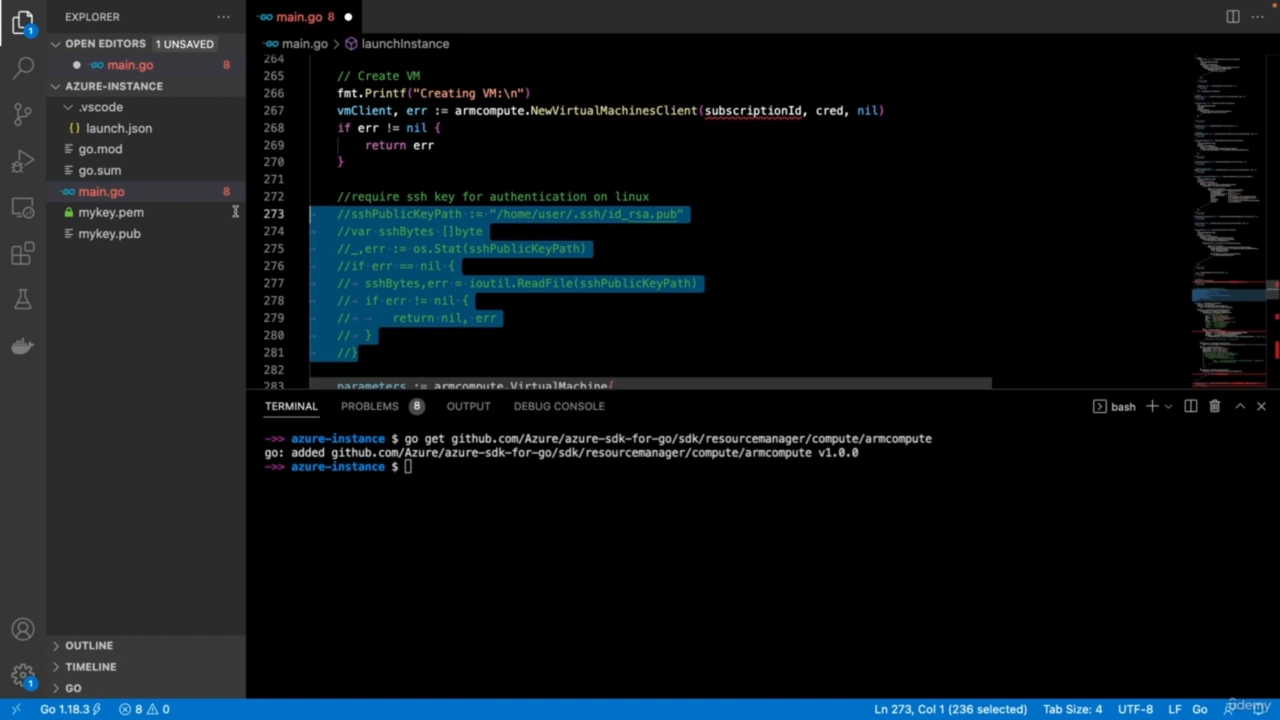 EXPLORER
OPEN EDITORS 1 UNSAVED
main.go 8
AZURE-INSTANCE
.vscode
{} launch.json
go.mod
go.sum
main.go 8
mykey.pem
mykey.pub
OUTLINE
TIMELINE
GO
main.go 8
main.go > launchInstance
264
265 // Create VM
266 fmt.Printf("Creating VM:\n")
267 vmClient, err := armcompute.NewVirtualMachinesClient(subscriptionId, cred, nil)
268 if err != nil {
269 return err
270 }
271
272 //require ssh key for authentication on linux
273 //sshPublicKeyPath := "/home/user/.ssh/id_rsa.pub"
274 //var sshBytes []byte
275 //_,err := os.Stat(sshPublicKeyPath)
276 //if err == nil {
277 // sshBytes,err = ioutil.ReadFile(sshPublicKeyPath)
278 // if err != nil {
279 // return nil, err
280 // }
281 //}
282
283 parameters := armcompute.VirtualMachine{
TERMINAL PROBLEMS 8 OUTPUT DEBUG CONSOLE bash
->> azure-instance $ go get github.com/Azure/azure-sdk-for-go/sdk/resourcemanager/compute/armcompute
go: added github.com/Azure/azure-sdk-for-go/sdk/resourcemanager/compute/armcompute v1.0.0
->> azure-instance $
1
1
Go 1.18.3 8 0 Ln 273, Col 1 (236 selected) Tab Size: 4 UTF-8 LF Go
udemy